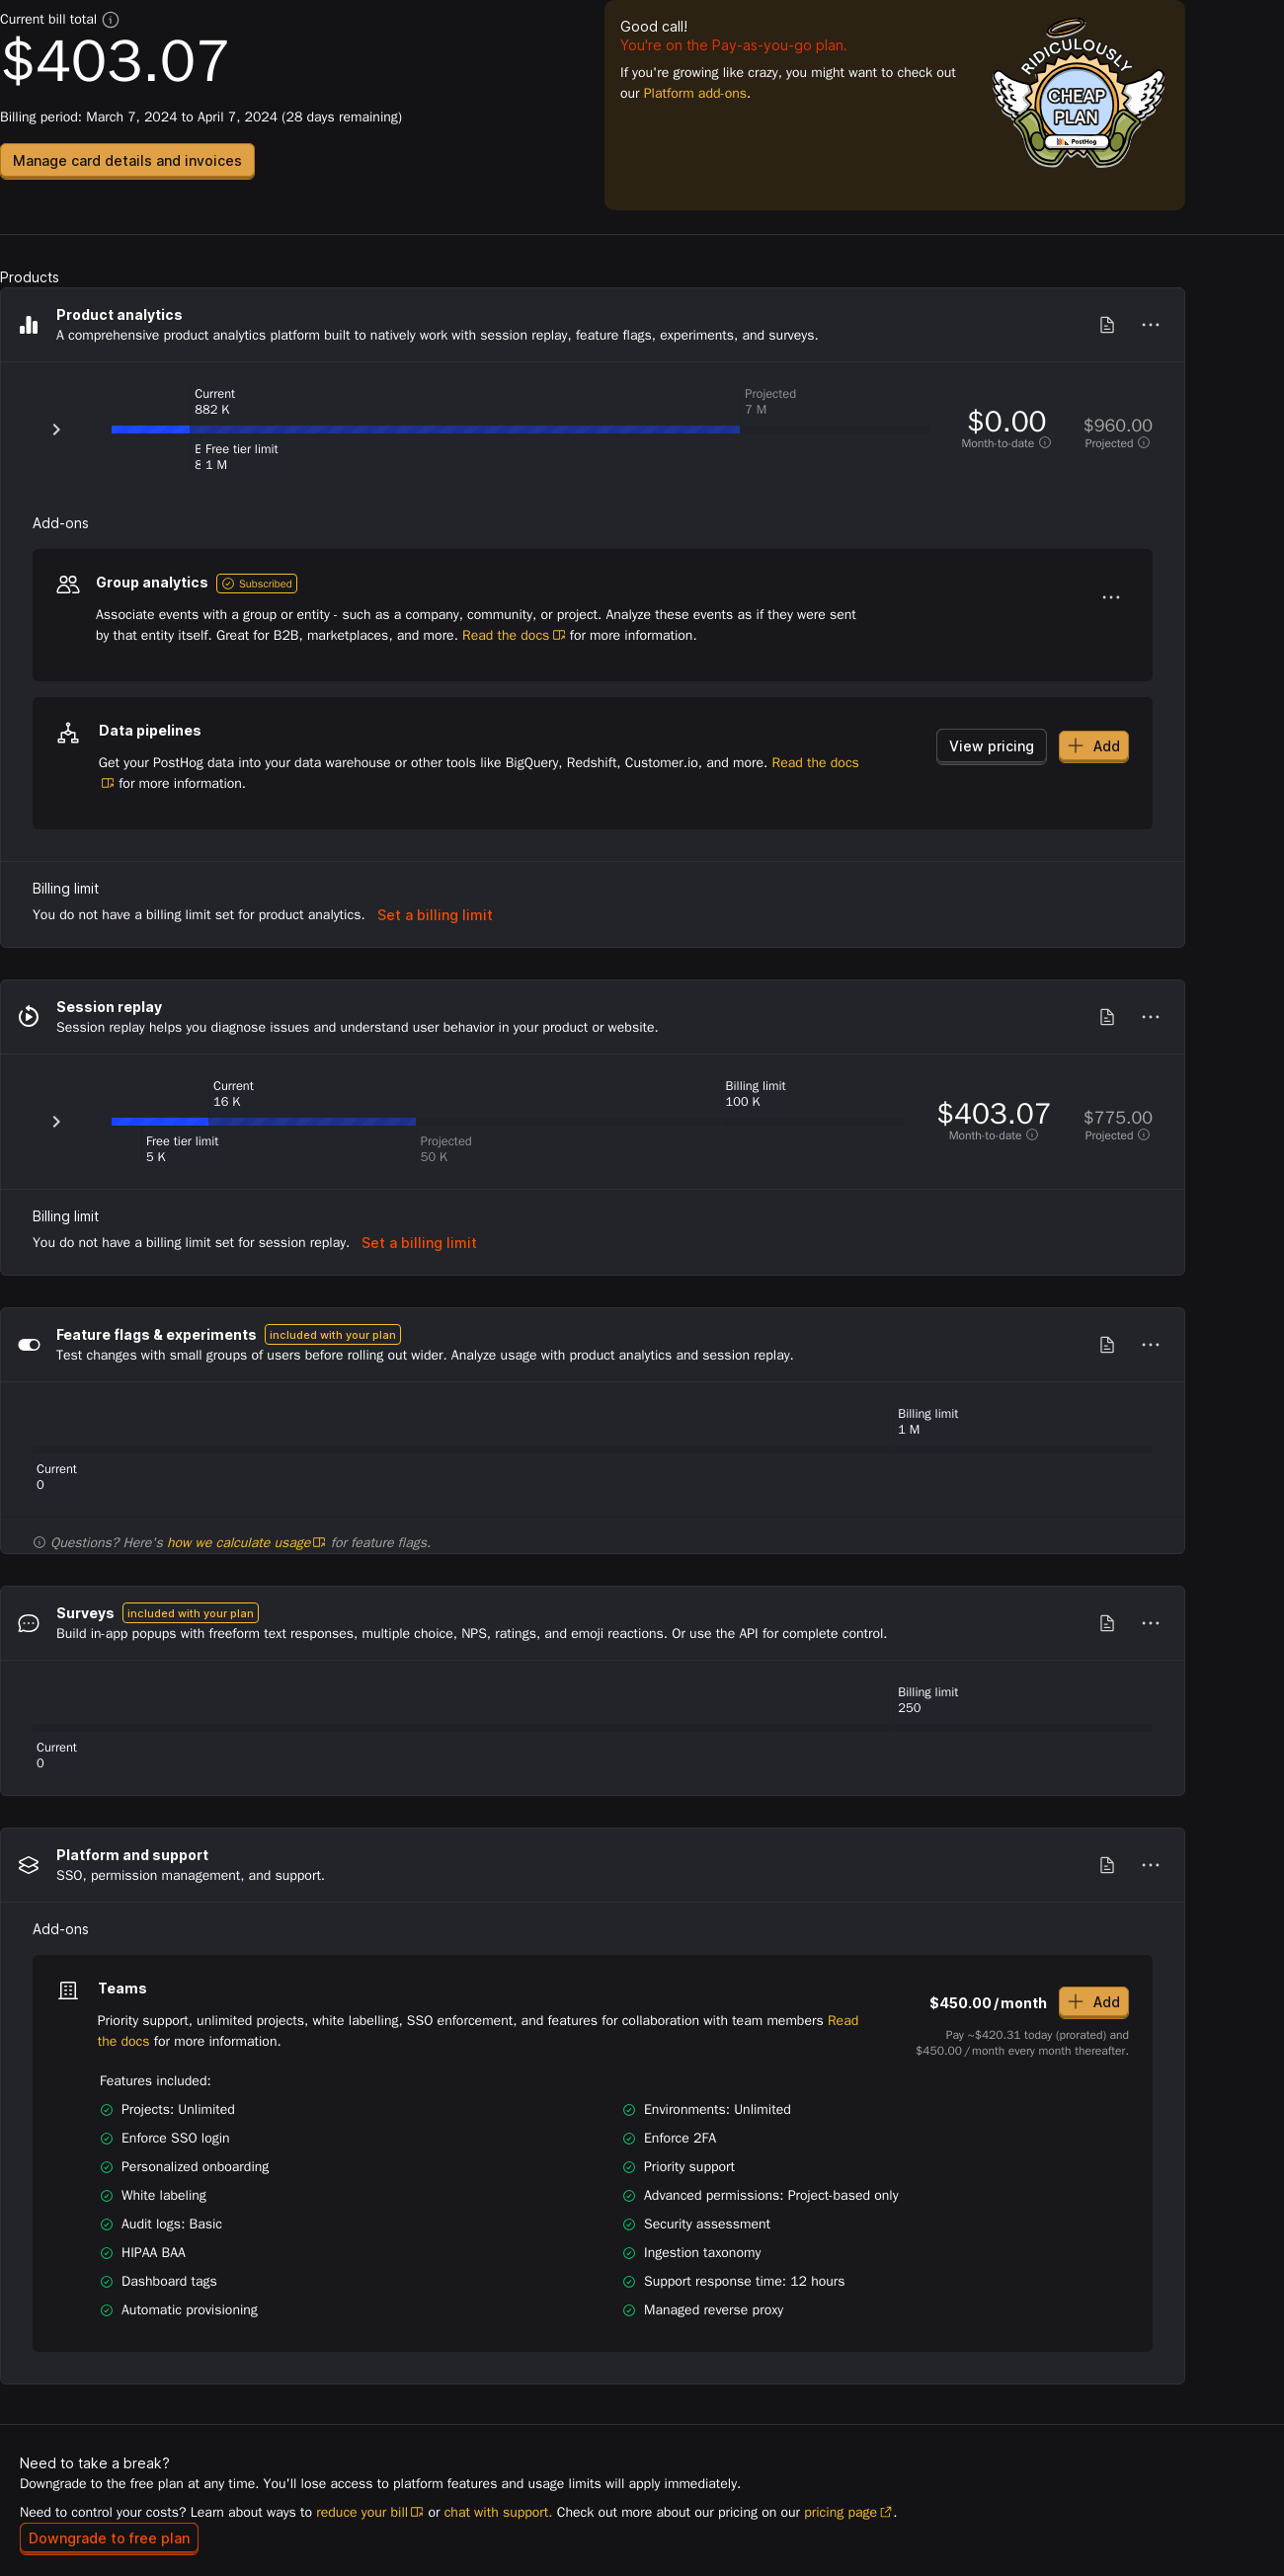 Current bill total
$403.07
Billing period: March 7, 2024 to April 7, 2024 (28 days remaining)
Manage card details and invoices
Good call!
You're on the Pay-as-you-go plan.
If you're growing like crazy, you might want to check out
our Platform add-ons.
RIDICULOUSLY
CHEAP
PLAN
PostHog
Products
Product analytics
A comprehensive product analytics platform built to natively work with session replay, feature flags, experiments, and surveys.
Current
882 K
Projected
7 M
Free tier limit
1 M
$0.00
Month-to-date
$960.00
Projected
Add-ons
Group analytics Subscribed
Associate events with a group or entity - such as a company, community, or project. Analyze these events as if they were sent
by that entity itself. Great for B2B, marketplaces, and more. Read the docs for more information.
Data pipelines
Get your PostHog data into your data warehouse or other tools like BigQuery, Redshift, Customer.io, and more. Read the docs
for more information.
View pricing
Add
Billing limit
You do not have a billing limit set for product analytics. Set a billing limit
Session replay
Session replay helps you diagnose issues and understand user behavior in your product or website.
Current
16 K
Billing limit
100 K
Free tier limit
5 K
Projected
50 K
$403.07
Month-to-date
$775.00
Projected
Billing limit
You do not have a billing limit set for session replay. Set a billing limit
Feature flags & experiments included with your plan
Test changes with small groups of users before rolling out wider. Analyze usage with product analytics and session replay.
Billing limit
1 M
Current
0
Questions? Here's how we calculate usage for feature flags.
Surveys included with your plan
Build in-app popups with freeform text responses, multiple choice, NPS, ratings, and emoji reactions. Or use the API for complete control.
Billing limit
250
Current
0
Platform and support
SSO, permission management, and support.
Add-ons
Teams
Priority support, unlimited projects, white labelling, SSO enforcement, and features for collaboration with team members Read
the docs for more information.
$450.00/month
Add
Pay ~$420.31 today (prorated) and
$450.00/month every month thereafter.
Features included:
Projects: Unlimited
Environments: Unlimited
Enforce SSO login
Enforce 2FA
Personalized onboarding
Priority support
White labeling
Advanced permissions: Project-based only
Audit logs: Basic
Security assessment
HIPAA BAA
Ingestion taxonomy
Dashboard tags
Support response time: 12 hours
Automatic provisioning
Managed reverse proxy
Need to take a break?
Downgrade to the free plan at any time. You'll lose access to platform features and usage limits will apply immediately.
Need to control your costs? Learn about ways to reduce your bill or chat with support. Check out more about our pricing on our pricing page.
Downgrade to free plan